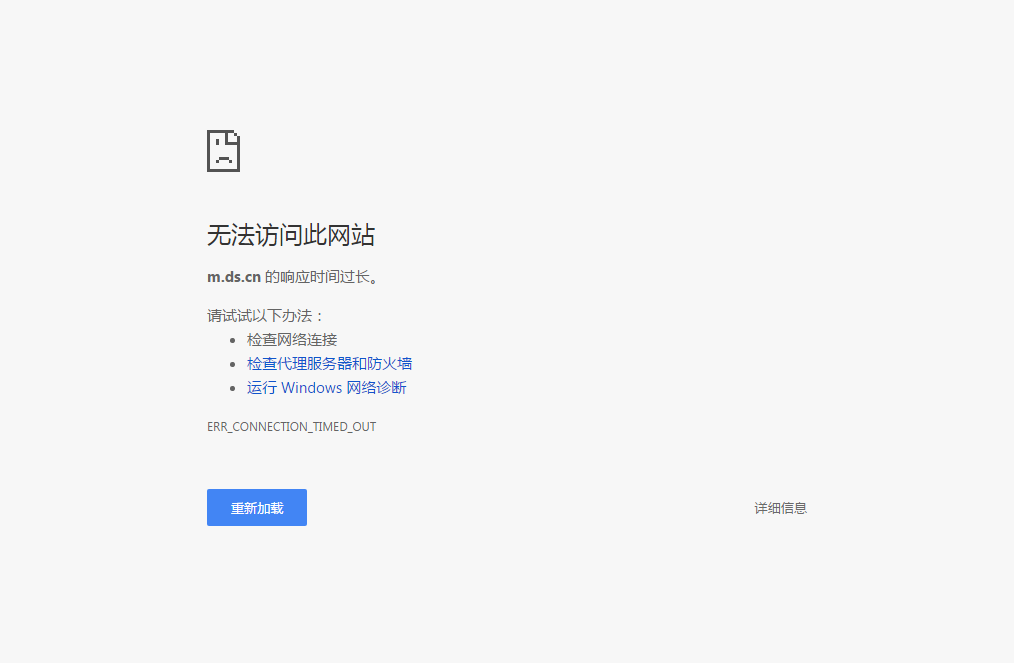 无法访问此网站
m.ds.cn 的响应时间过长。
请试试以下办法：
检查网络连接
检查代理服务器和防火墙
运行 Windows 网络诊断
ERR_CONNECTION_TIMED_OUT
重新加载
详细信息